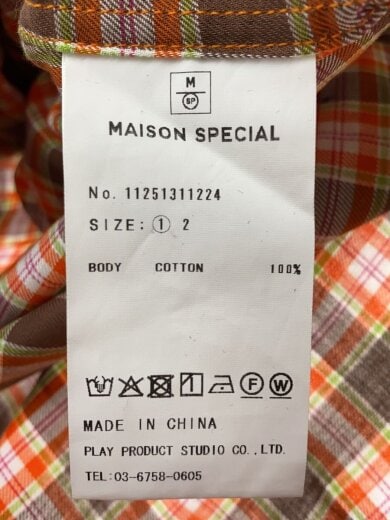 M
SP
MAISON SPECIAL
No. 11251311224
SIZE: ① 2
BODY COTTON 100%
F W
MADE IN CHINA
PLAY PRODUCT STUDIO CO.,LTD.
TEL:03-6758-0605